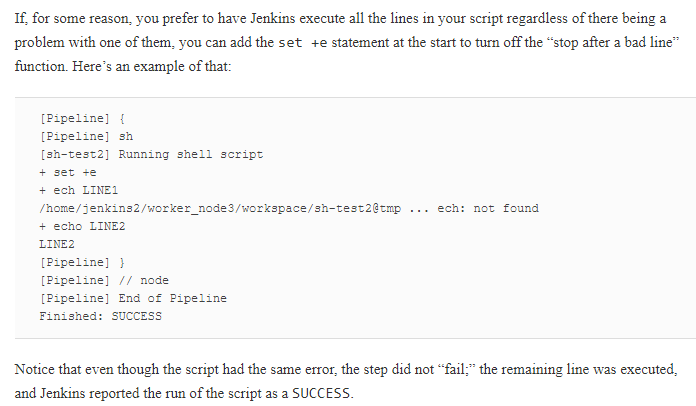 If, for some reason, you prefer to have Jenkins execute all the lines in your script regardless of there being a
problem with one of them, you can add the set +e statement at the start to turn off the “stop after a bad line”
function. Here’s an example of that:
[Pipeline] {
[Pipeline] sh
[sh-test2] Running shell script
+ set +e
+ ech LINE1
/home/jenkins2/worker_node3/workspace/sh-test2@tmp ... ech: not found
+ echo LINE2
LINE2
[Pipeline] }
[Pipeline] // node
[Pipeline] End of Pipeline
Finished: SUCCESS
Notice that even though the script had the same error, the step did not “fail;” the remaining line was executed,
and Jenkins reported the run of the script as a SUCCESS.